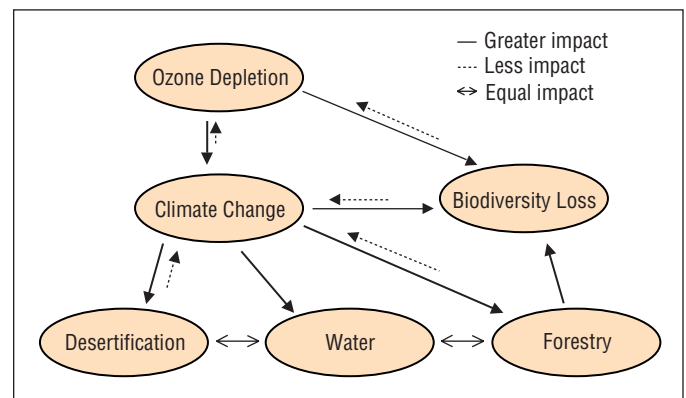 Greater impact
Less impact
Equal impact
Ozone Depletion
Climate Change
Biodiversity Loss
Desertification
Water
Forestry